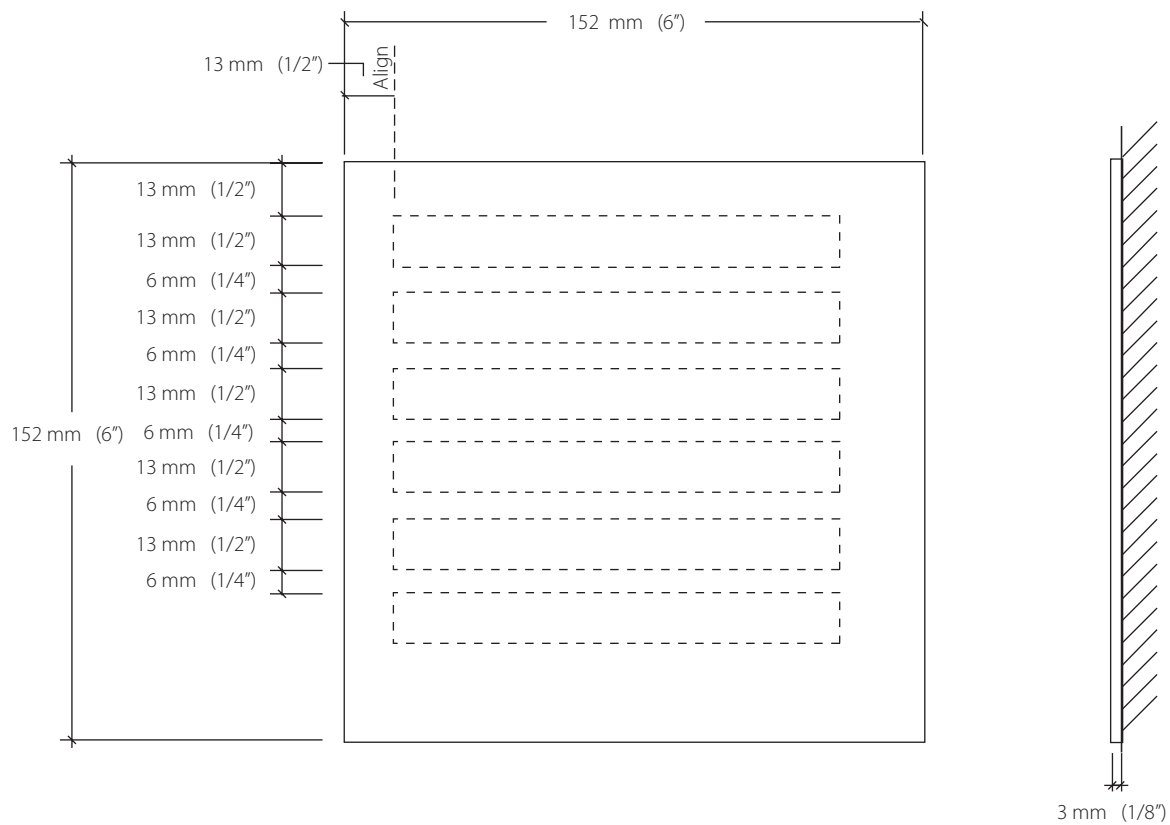 152 mm (6”)
13 mm (1/2”)
Align
13 mm (1/2”)
13 mm (1/2”)
6 mm (1/4”)
13 mm (1/2”)
6 mm (1/4”)
13 mm (1/2”)
152 mm (6”)
6 mm (1/4”)
13 mm (1/2”)
6 mm (1/4”)
13 mm (1/2”)
6 mm (1/4”)
3 mm (1/8”)